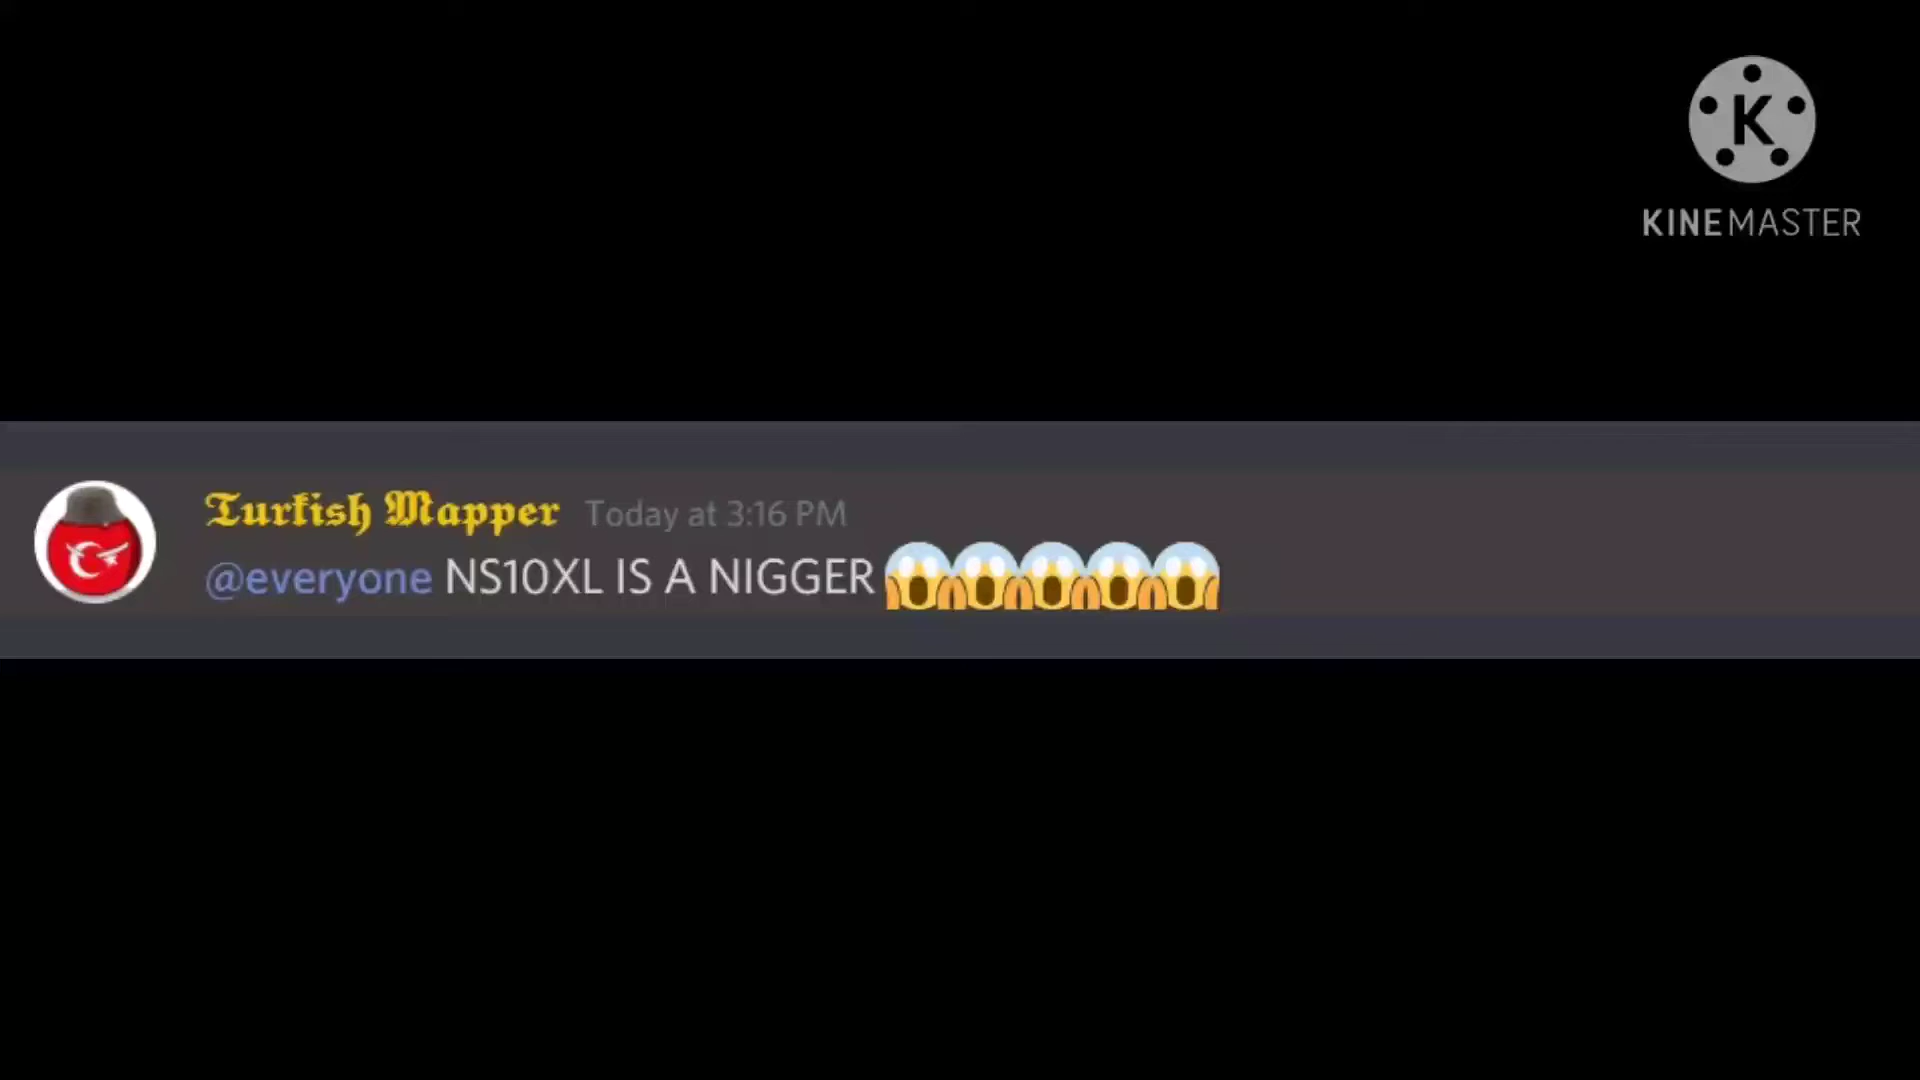 KINEMASTER
Turkish Mapper Today at 3:16 PM
@everyone NS10XL IS A NIGGER 😱😱😱😱😱